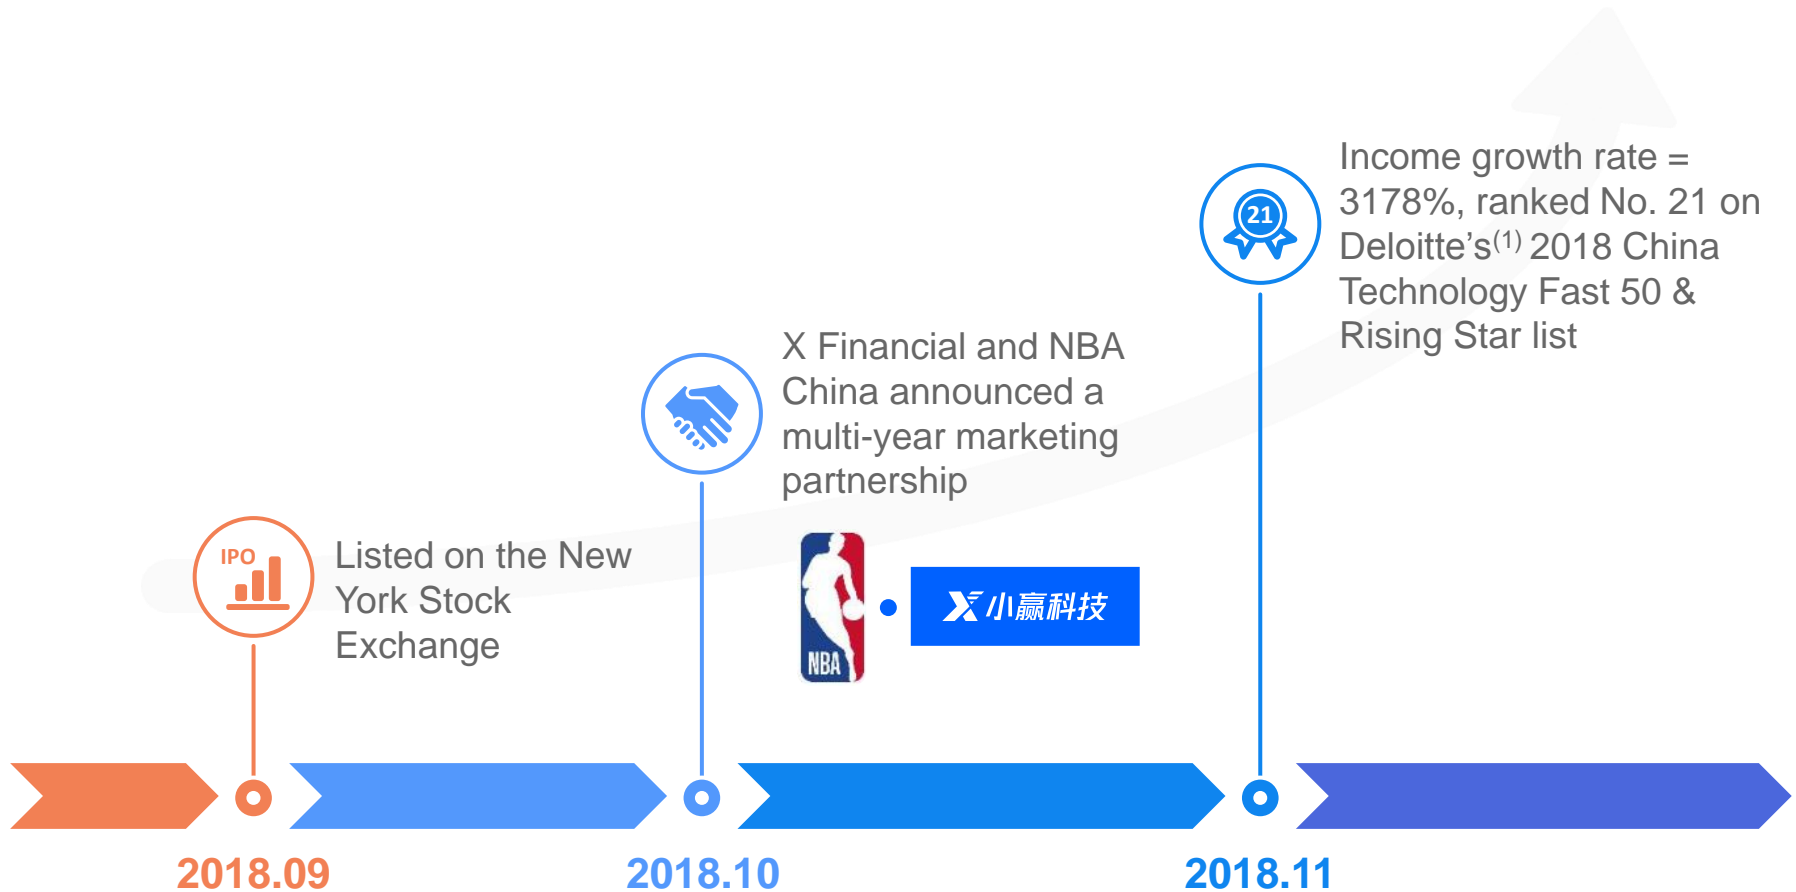 Income growth rate =
3178%, ranked No. 21 on
Deloitte’s(1) 2018 China
Technology Fast 50 &
Rising Star list
21
X Financial and NBA
China announced a
multi-year marketing
partnership
IPO
Listed on the New
York Stock
Exchange
NBA
X小赢科技
2018.09
2018.10
2018.11